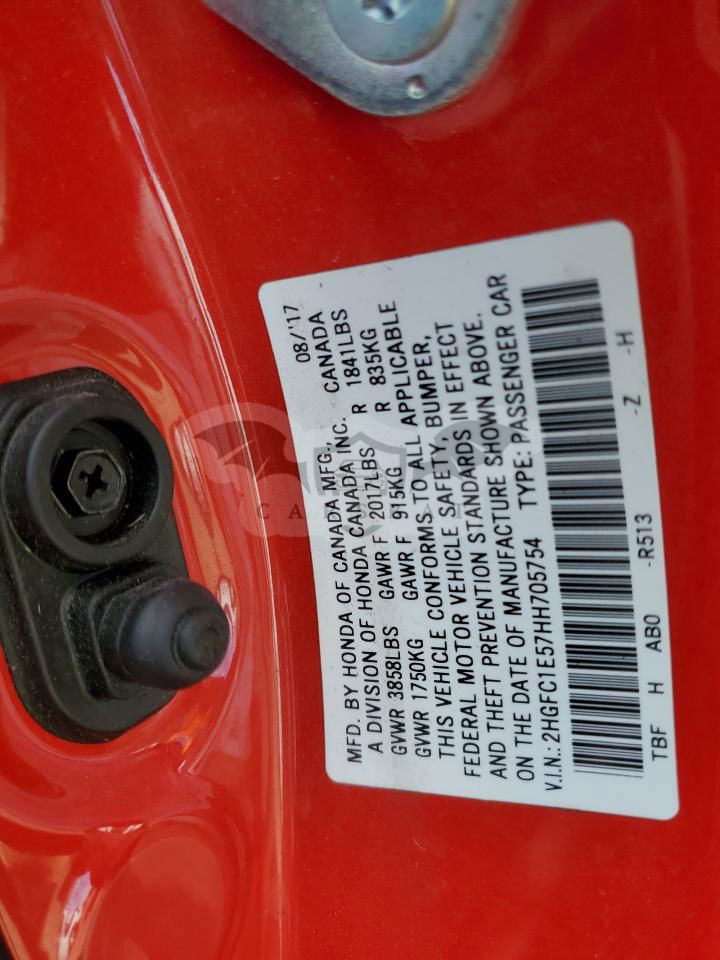 08/'17
MFD. BY HONDA OF CANADA MFG.,
A DIVISION OF HONDA CANADA INC. CANADA
GVWR 3858LBS GAWR F 2017LBS R 1841LBS
GVWR 1750KG GAWR F 915KG R 835KG
THIS VEHICLE CONFORMS TO ALL APPLICABLE
FEDERAL MOTOR VEHICLE SAFETY, BUMPER,
AND THEFT PREVENTION STANDARDS IN EFFECT
ON THE DATE OF MANUFACTURE SHOWN ABOVE.
V.I.N.: 2HGFC1E57HH705754 TYPE: PASSENGER CAR
TBF H AB0 -R513 -Z -H